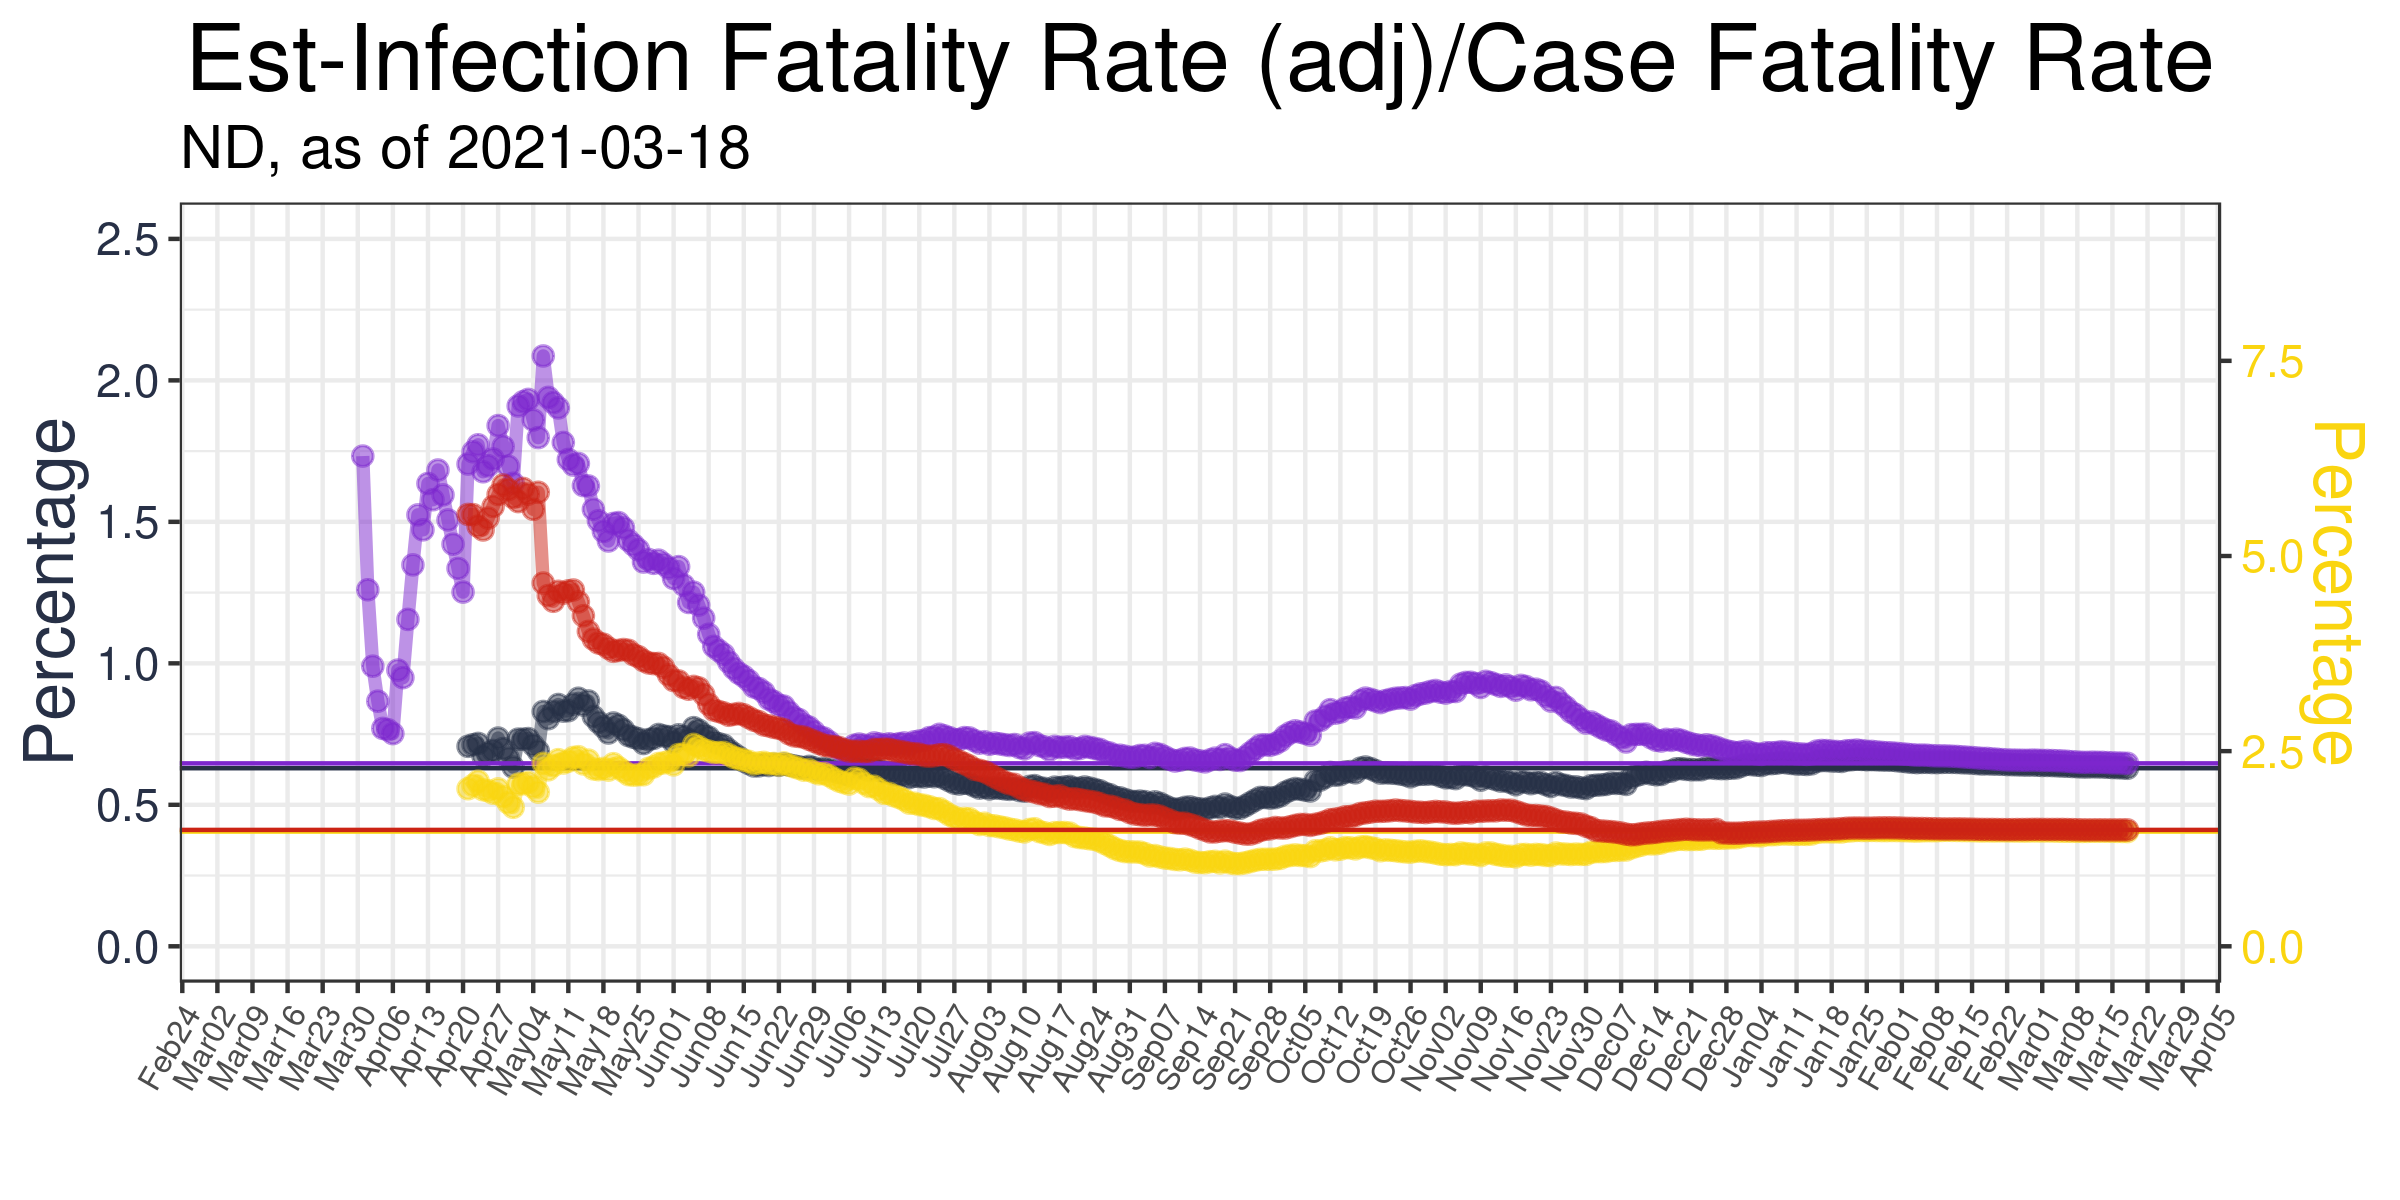 Est-Infection Fatality Rate (adj)/Case Fatality Rate
ND, as of 2021-03-18
Percentage
2.5
2.0
1.5
1.0
0.5
0.0
7.5
5.0
2.5
0.0
Percentage
Feb24 Mar02 Mar09 Mar16 Mar23 Mar30 Apr06 Apr13 Apr20 Apr27 May04 May11 May18 May25 Jun01 Jun08 Jun15 Jun22 Jun29 Jul06 Jul13 Jul20 Jul27 Aug03 Aug10 Aug17 Aug24 Aug31 Sep07 Sep14 Sep21 Sep28 Oct05 Oct12 Oct19 Oct26 Nov02 Nov09 Nov16 Nov23 Nov30 Dec07 Dec14 Dec21 Dec28 Dec04 Jan11 Jan18 Jan25 Feb01 Feb08 Feb15 Feb22 Mar01 Mar08 Mar15 Mar22 Mar29 Apr05